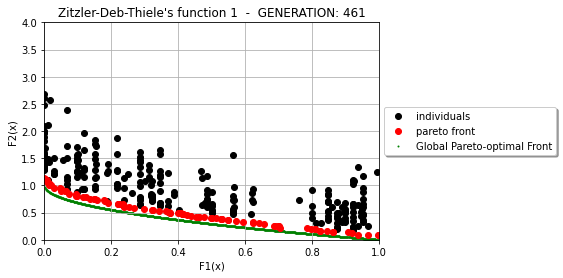 Zitzler-Deb-Thiele's function 1 - GENERATION: 461
4.0
3.5
3.0
2.5
2.0
1.5
1.0
0.5
0.0
F2(x)
0.0 0.2 0.4 0.6 0.8 1.0
F1(x)
individuals
pareto front
Global Pareto-optimal Front